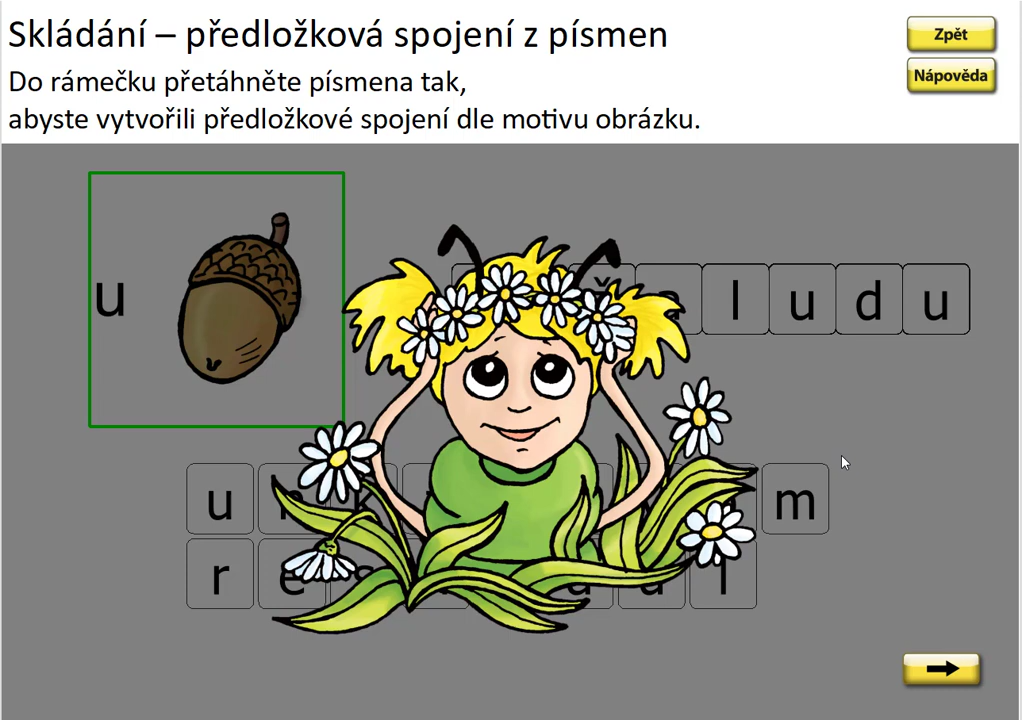 Skládání – předložková spojení z písmen
Zpět
Do rámečku přetáhněte písmena tak,
Nápověda
abyste vytvořili předložkové spojení dle motivu obrázku.
u
l u d u
u m
r e l